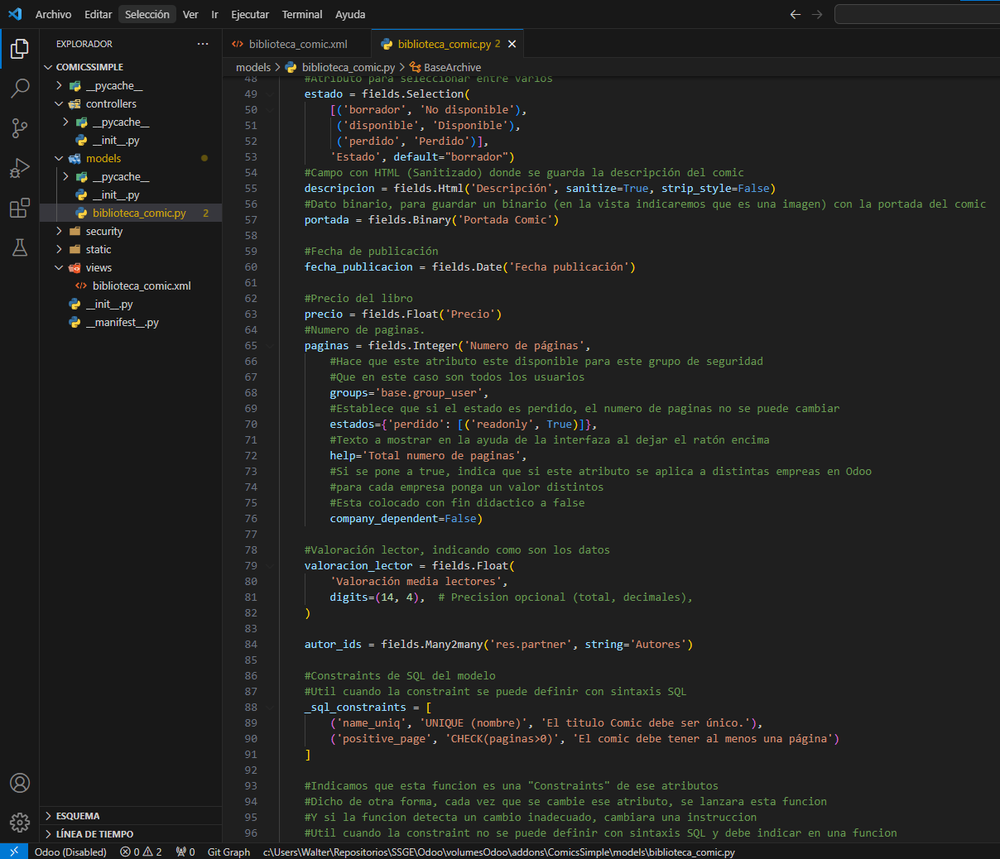 Archivo Editar Selección Ver Ir Ejecutar Terminal Ayuda
EXPLORADOR
COMICSSIMPLE
__pycache__
controllers
__pycache__
__init__.py
models
__pycache__
__init__.py
biblioteca_comic.py 2
security
static
views
biblioteca_comic.xml
__init__.py
__manifest__.py
ESQUEMA
LÍNEA DE TIEMPO
biblioteca_comic.xml biblioteca_comic.py 2
models > biblioteca_comic.py > BaseArchive
48 #Atributo para seleccionar entre varios
49 estado = fields.Selection(
50 [('borrador', 'No disponible'),
51 ('disponible', 'Disponible'),
52 ('perdido', 'Perdido')],
53 'Estado', default="borrador")
54 #Campo con HTML (Sanitizado) donde se guarda la descripción del comic
55 descripcion = fields.Html('Descripción', sanitize=True, strip_style=False)
56 #Dato binario, para guardar un binario (en la vista indicaremos que es una imagen) con la portada del comic
57 portada = fields.Binary('Portada Comic')
58
59 #Fecha de publicación
60 fecha_publicacion = fields.Date('Fecha publicación')
61
62 #Precio del libro
63 precio = fields.Float('Precio')
64 #Numero de paginas.
65 paginas = fields.Integer('Numero de páginas',
66 #Hace que este atributo este disponible para este grupo de seguridad
67 #Que en este caso son todos los usuarios
68 groups='base.group_user',
69 #Establece que si el estado es perdido, el numero de paginas no se puede cambiar
70 estados={'perdido': [('readonly', True)]},
71 #Texto a mostrar en la ayuda de la interfaza al dejar el ratón encima
72 help='Total numero de paginas',
73 #Si se pone a true, indica que si este atributo se aplica a distintas empreas en Odoo
74 #para cada empresa ponga un valor distintos
75 #Esta colocado con fin didactico a false
76 company_dependent=False)
77
78 #Valoración lector, indicando como son los datos
79 valoracion_lector = fields.Float(
80 'Valoración media lectores',
81 digits=(14, 4), # Precision opcional (total, decimales),
82 )
83
84 autor_ids = fields.Many2many('res.partner', string='Autores')
85
86 #Constraints de SQL del modelo
87 #Util cuando la constraint se puede definir con sintaxis SQL
88 _sql_constraints = [
89 ('name_uniq', 'UNIQUE (nombre)', 'El titulo Comic debe ser único.'),
90 ('positive_page', 'CHECK(paginas>0)', 'El comic debe tener al menos una página')
91 ]
92
93 #Indicamos que esta funcion es una "Constraints" de ese atributos
94 #Dicho de otra forma, cada vez que se cambie ese atributo, se lanzara esta funcion
95 #Y si la funcion detecta un cambio inadecuado, cambiara una instruccion
96 #Util cuando la constraint no se puede definir con sintaxis SQL y debe indicar en una funcion
Odoo (Disabled) 0 2 0 Git Graph c:\Users\Walter\Repositorios\SSGE\Odoo\volumesOdoo\addons\ComicsSimple\models\biblioteca_comic.py